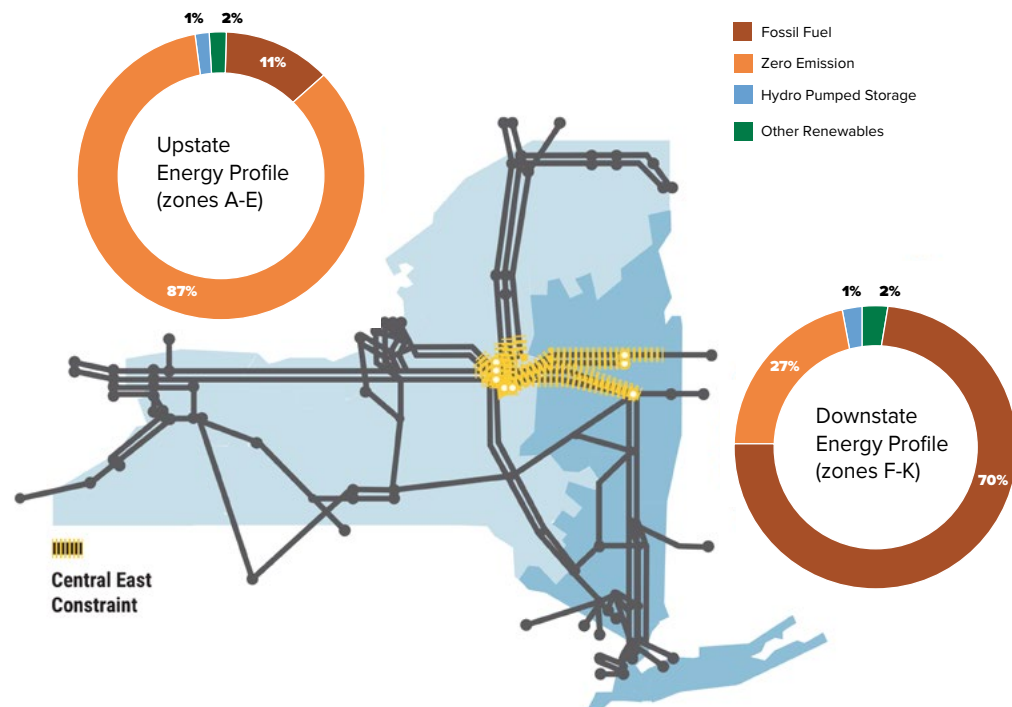 1%
2%
11%
Upstate
Energy Profile
(zones A-E)
87%
Fossil Fuel
Zero Emission
Hydro Pumped Storage
Other Renewables
1%
2%
27%
Downstate
Energy Profile
(zones F-K)
70%
Central East
Constraint